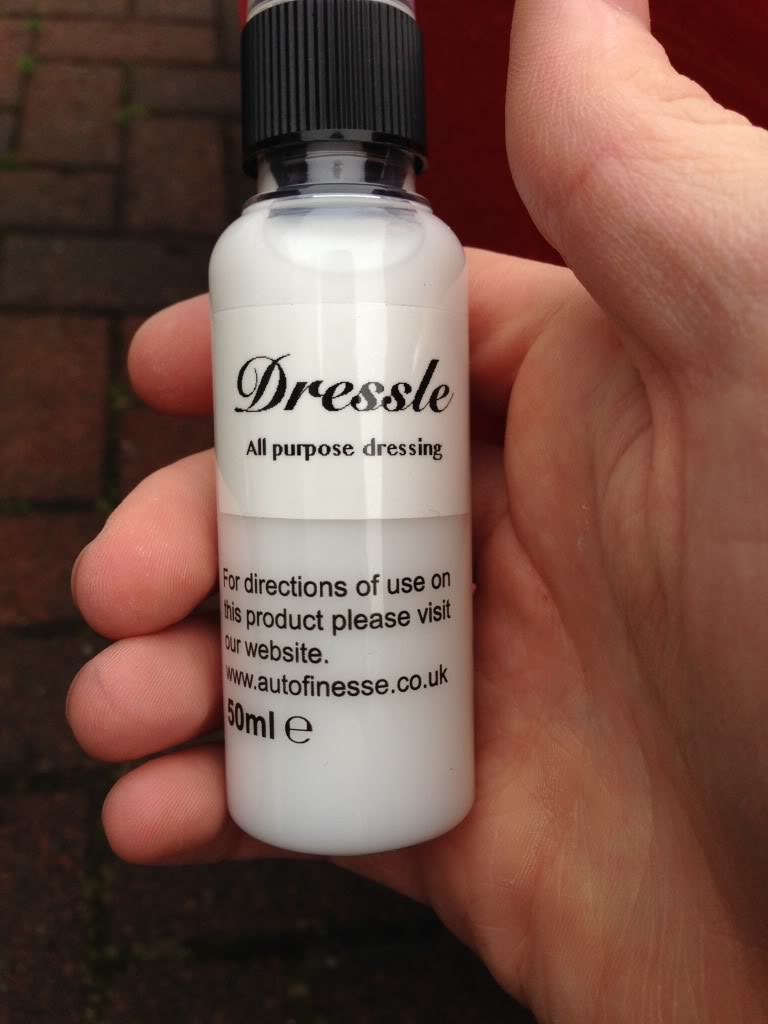 Dressle
All purpose dressing
For directions of use on
this product please visit
our website.
www.autofinesse.co.uk
50ml ℮